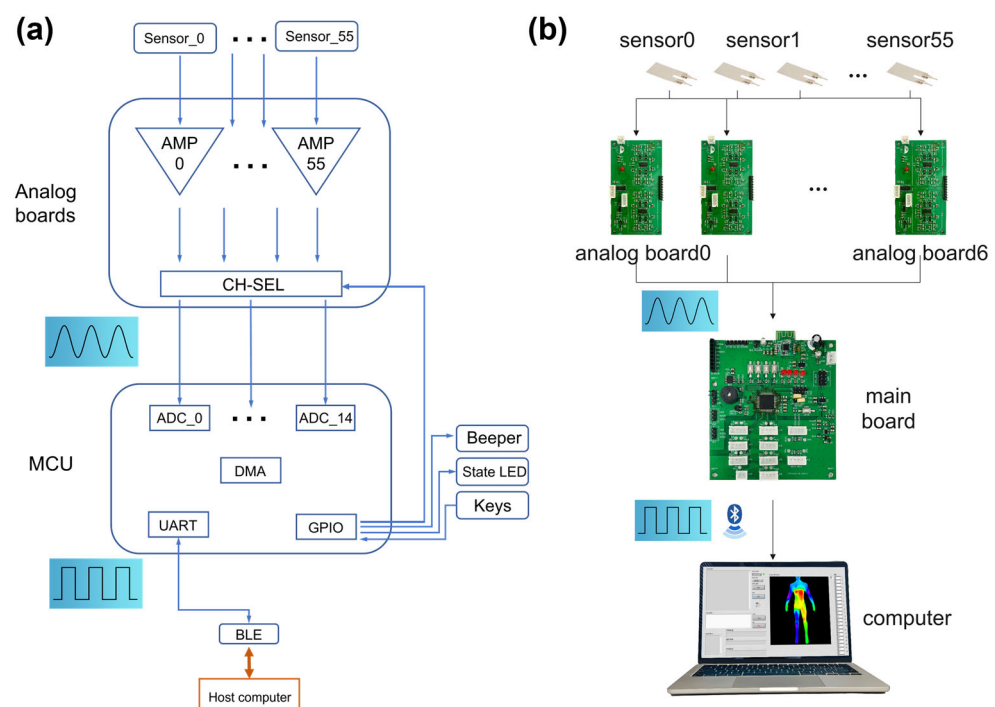 (a)
Sensor_0
Sensor_55
AMP
0
AMP
55
Analog
boards
CH-SEL
ADC_0
ADC_14
MCU
DMA
UART
GPIO
Beeper
State LED
Keys
BLE
Host computer
(b)
sensor0
sensor1
sensor55
analog board0
analog board6
main
board
computer